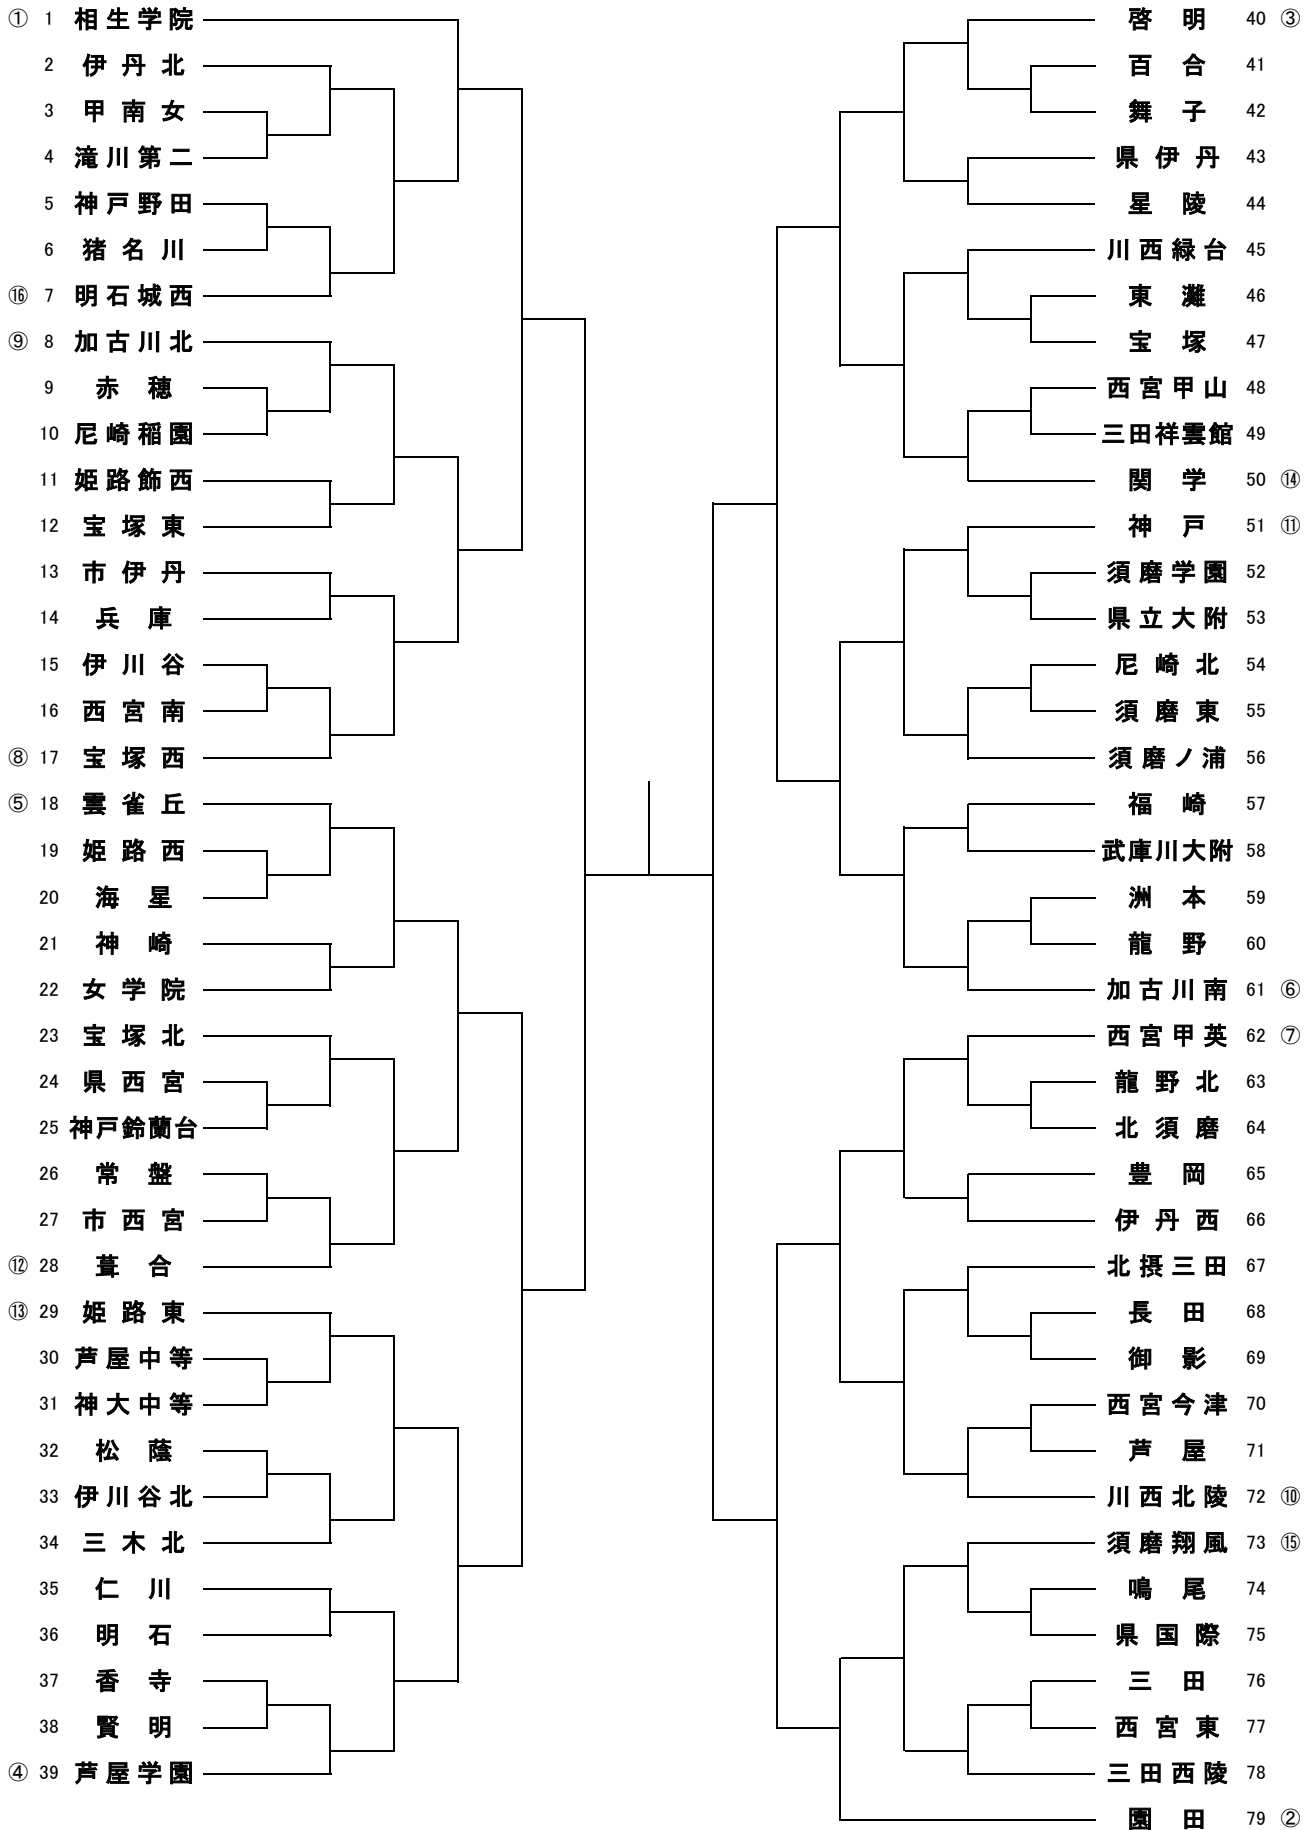 ① 1 相生学院
2 伊丹北
3 甲南女
4 滝川第二
5 神戸野田
6 猪名川
⑯ 7 明石城西
⑨ 8 加古川北
9 赤穂
10 尼崎稲園
11 姫路飾西
12 宝塚東
13 市伊丹
14 兵庫
15 伊川谷
16 西宮南
⑧ 17 宝塚西
⑤ 18 雲雀丘
19 姫路西
20 海星
21 神崎
22 女学院
23 宝塚北
24 県西宮
25 神戸鈴蘭台
26 常盤
27 市西宮
⑫ 28 葺合
⑬ 29 姫路東
30 芦屋中等
31 神大中等
32 松蔭
33 伊川谷北
34 三木北
35 仁川
36 明石
37 香寺
38 賢明
④ 39 芦屋学園
啓明 40 ③
百合 41
舞子 42
県伊丹 43
星陵 44
川西緑台 45
東灘 46
宝塚 47
西宮甲山 48
三田祥雲館 49
関学 50 ⑭
神戸 51 ⑪
須磨学園 52
県立大附 53
尼崎北 54
須磨東 55
須磨ノ浦 56
福崎 57
武庫川大附 58
洲本 59
龍野 60
加古川南 61 ⑥
西宮甲英 62 ⑦
龍野北 63
北須磨 64
豊岡 65
伊丹西 66
北摂三田 67
長田 68
御影 69
西宮今津 70
芦屋 71
川西北陵 72 ⑩
須磨翔風 73 ⑮
鳴尾 74
県国際 75
三田 76
西宮東 77
三田西陵 78
園田 79 ②